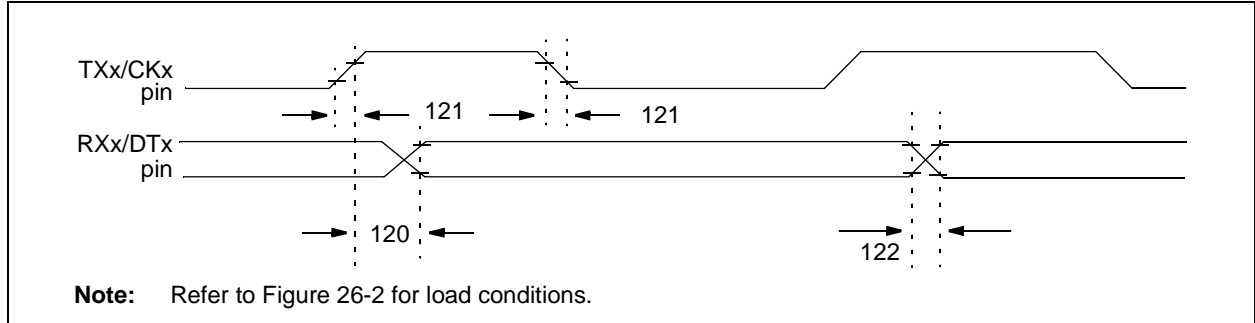 TXx/CKx
pin
121
121
RXx/DTx
pin
120
122
Note: Refer to Figure 26-2 for load conditions.